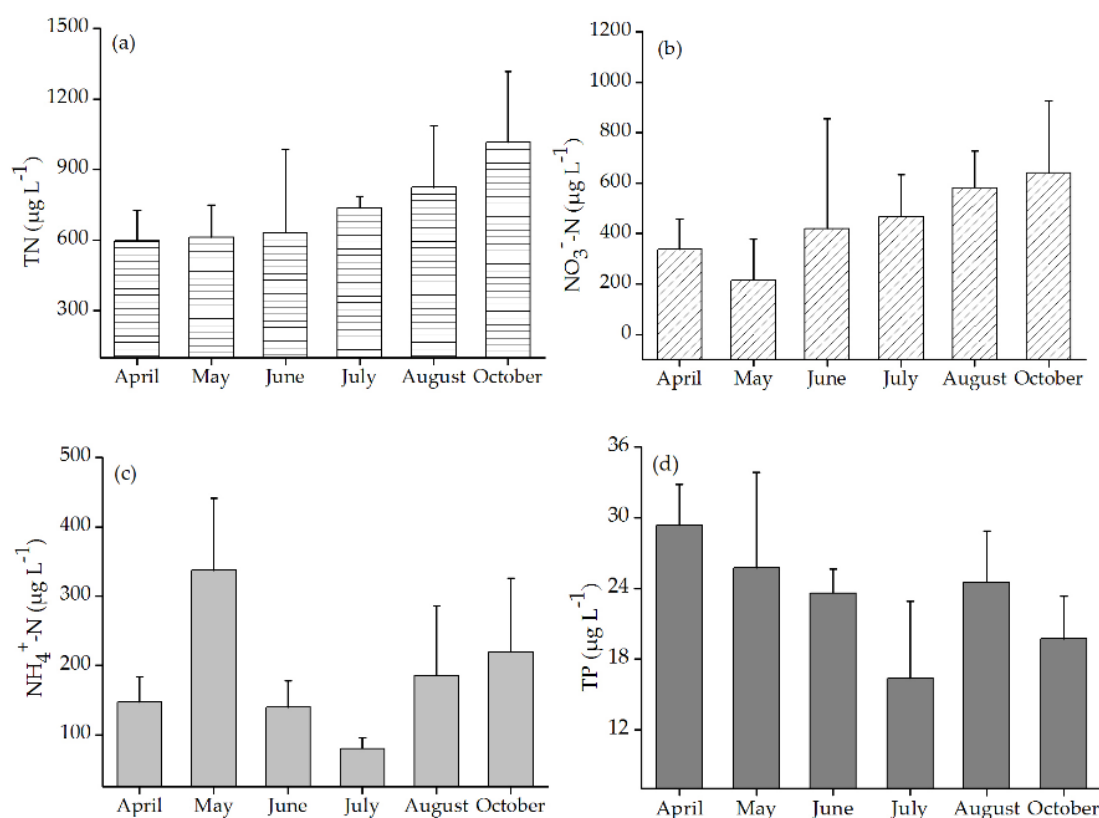 (a)
TN (µg L⁻¹)
1500
1200
900
600
300
April May June July August October
(b)
NO₃⁻-N (µg L⁻¹)
1200
1000
800
600
400
200
0
April May June July August October
(c)
NH₄⁺-N (µg L⁻¹)
500
400
300
200
100
April May June July August October
(d)
TP (µg L⁻¹)
36
30
24
18
12
April May June July August October